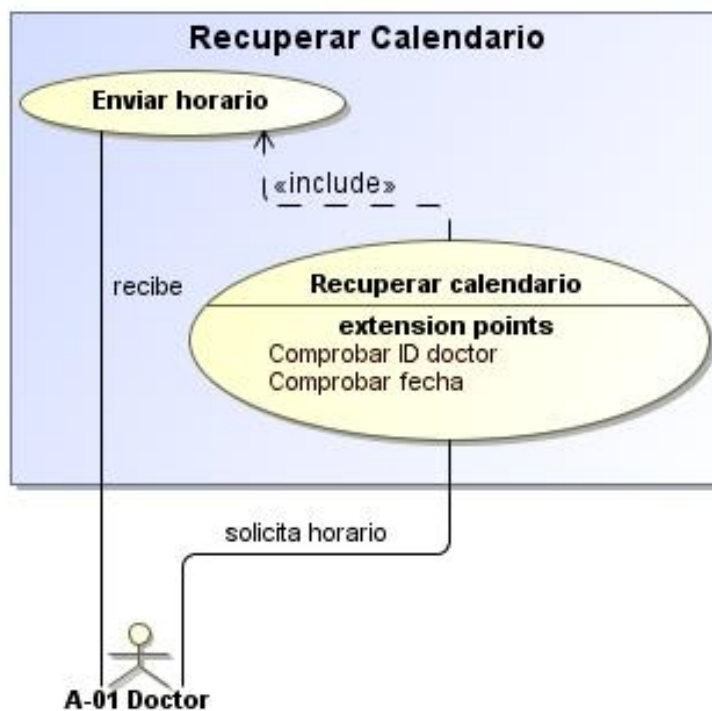 Recuperar Calendario
Enviar horario
«include»
recibe
Recuperar calendario
extension points
Comprobar ID doctor
Comprobar fecha
solicita horario
A-01 Doctor